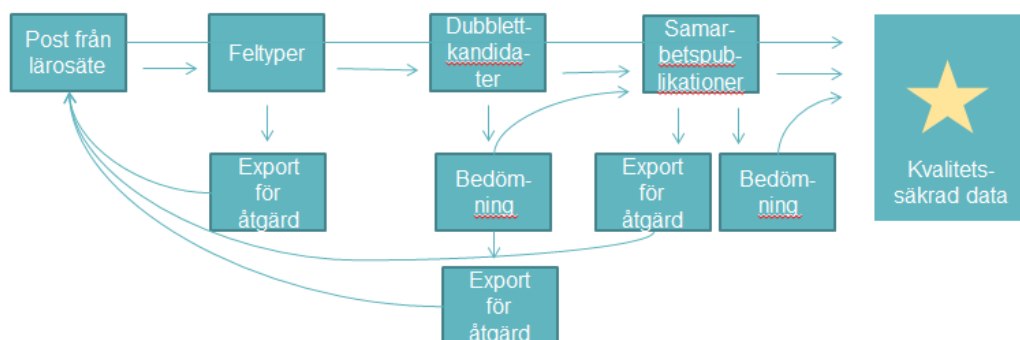 Post från
lärosäte
Feltyper
Dubblett-
kandida-
ter
Samar-
betspub-
likationer
Export
för
åtgärd
Bedöm-
ning
Export
för
åtgärd
Bedöm-
ning
Kvalitets-
säkrad data
Export
för
åtgärd